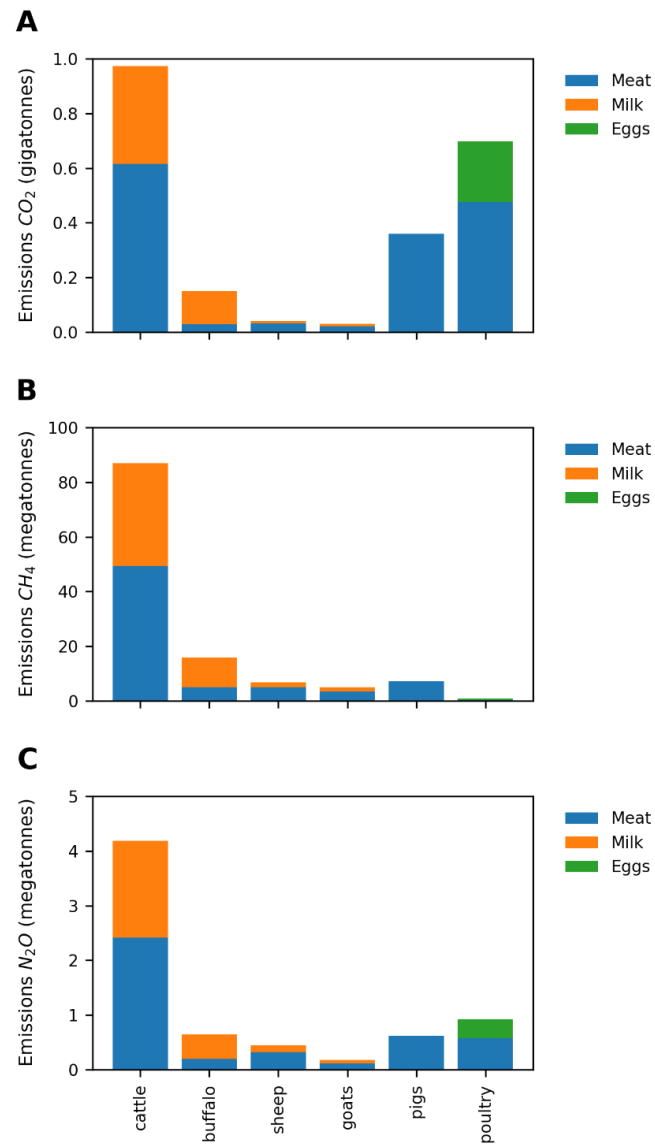 A
Emissions CO2 (gigatonnes)
1.0
0.8
0.6
0.4
0.2
0.0
Meat
Milk
Eggs
B
Emissions CH4 (megatonnes)
100
80
60
40
20
0
Meat
Milk
Eggs
C
Emissions N2O (megatonnes)
5
4
3
2
1
0
Meat
Milk
Eggs
cattle
buffalo
sheep
goats
pigs
poultry